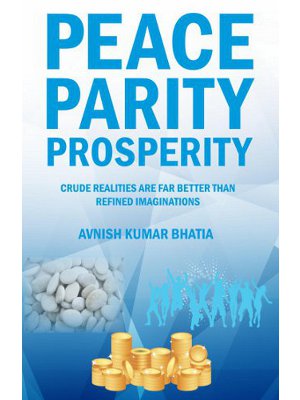 PEACE
PARITY
PROSPERITY
CRUDE REALITIES ARE FAR BETTER THAN
REFINED IMAGINATIONS
AVNISH KUMAR BHATIA